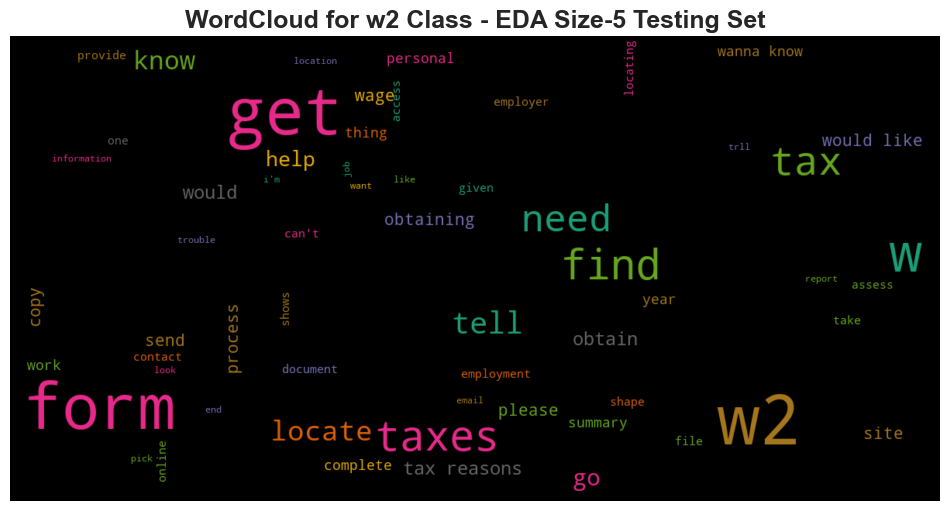 WordCloud for w2 Class - EDA Size-5 Testing Set
provide
know
location
personal
locating
wanna know
get
wage
access
employer
thing
one
information
help
job
i'm
want
like
given
trll
would like
tax
would
obtaining
need
trouble
can't
find
W
report
assess
year
take
copy
shows
process
tell
obtain
send
contact
look
work
document
employment
form
end
email
please
shape
summary
w2
locate
taxes
file
site
pick
online
complete
tax reasons
go